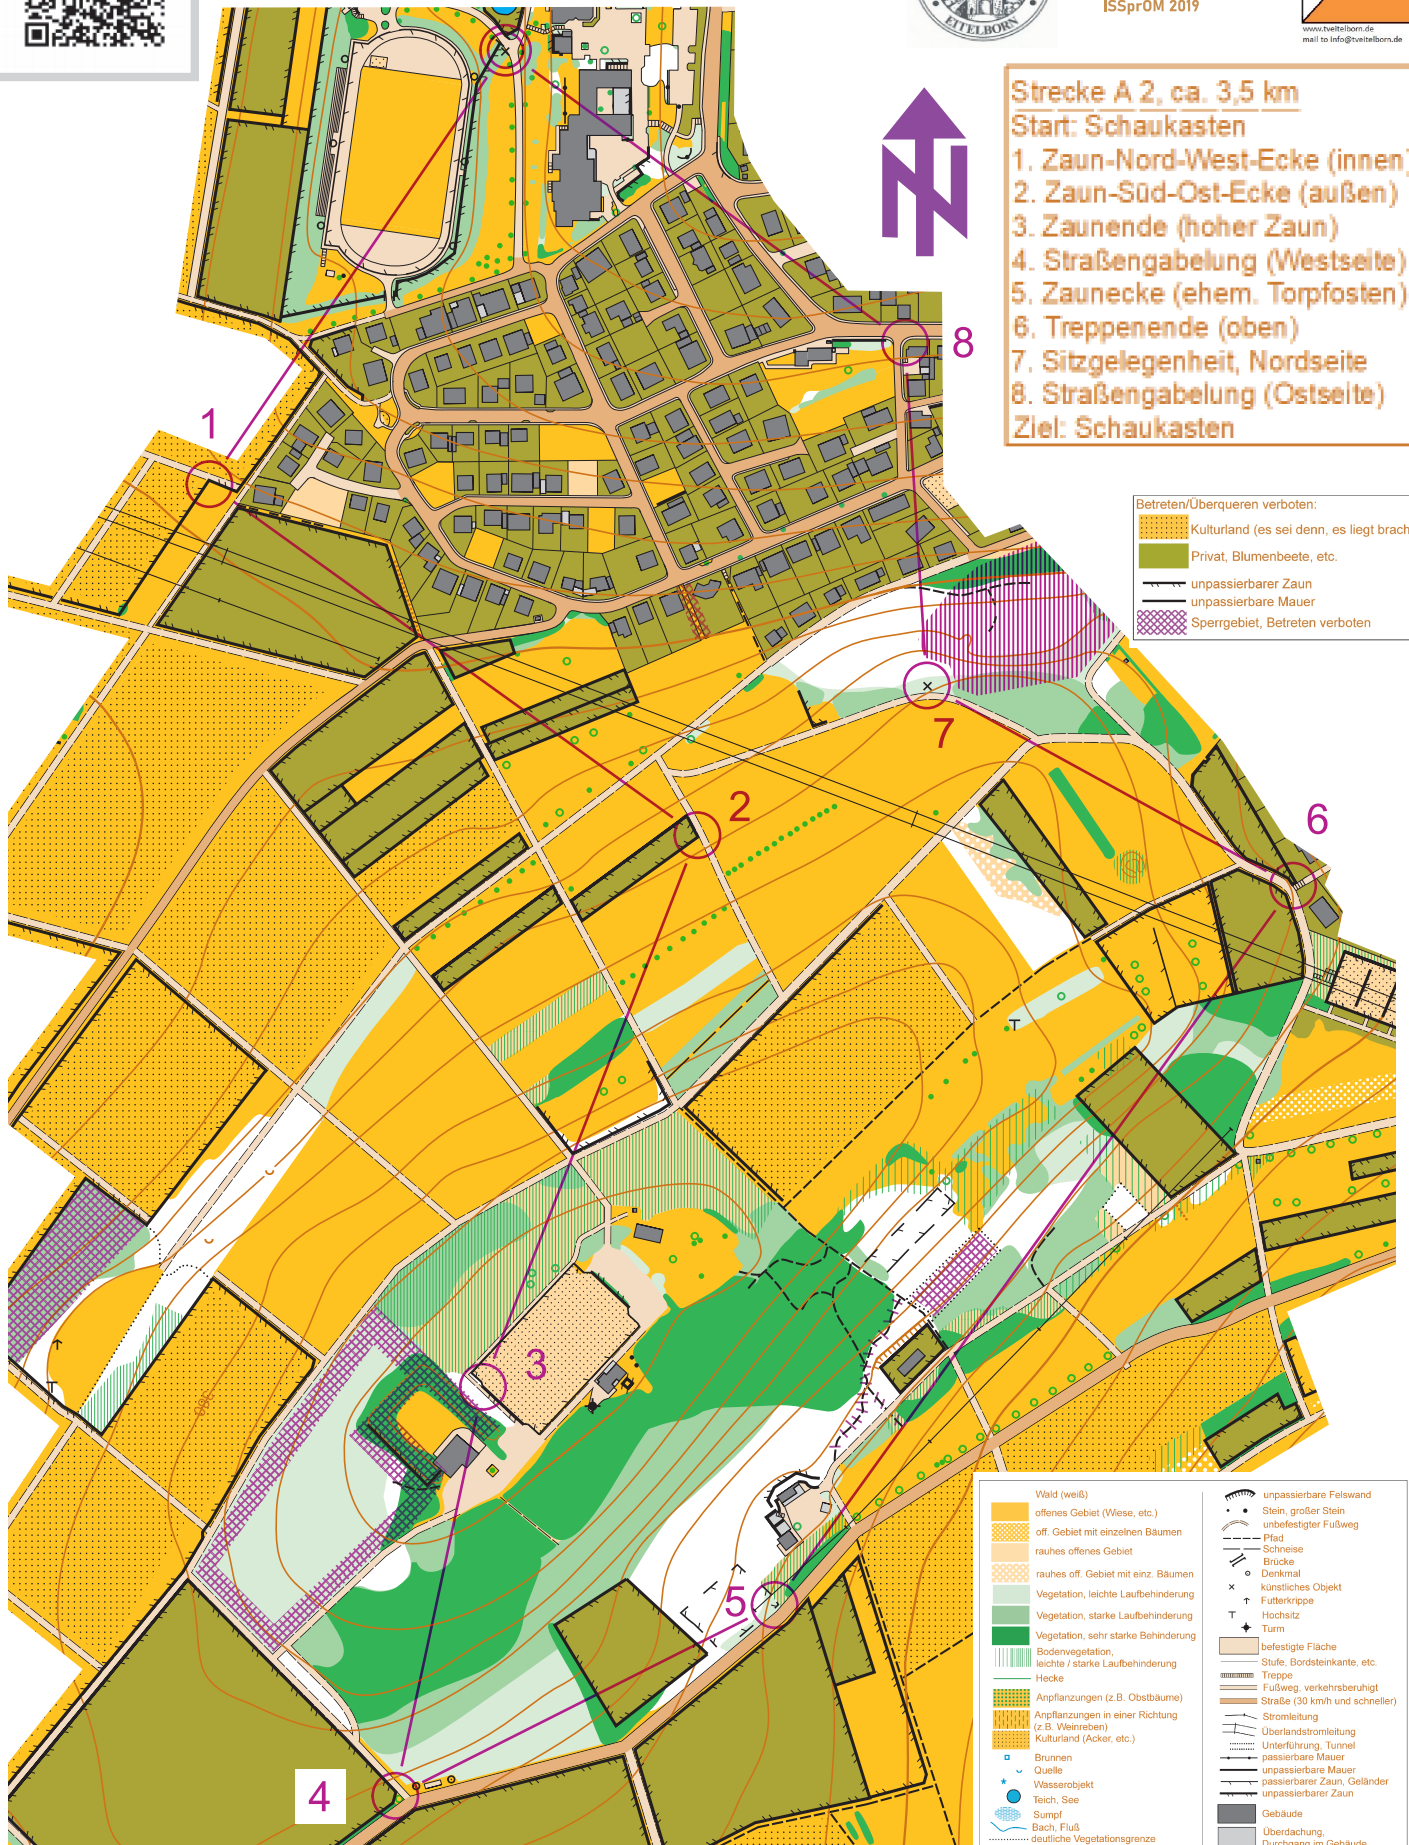 EITELBORN
ISSprOM 2019
www.tveitelborn.de
mail to info@tveitelborn.de
Strecke A 2, ca. 3,5 km
Start: Schaukasten
1. Zaun-Nord-West-Ecke (innen)
2. Zaun-Süd-Ost-Ecke (außen)
3. Zaunende (hoher Zaun)
4. Straßengabelung (Westseite)
5. Zaunecke (ehem. Torpfosten)
6. Treppenende (oben)
7. Sitzgelegenheit, Nordseite
8. Straßengabelung (Ostseite)
Ziel: Schaukasten
N
8
1
Betreten/Überqueren verboten:
Kulturland (es sei denn, es liegt brach
Privat, Blumenbeete, etc.
unpassierbarer Zaun
unpassierbare Mauer
Sperrgebiet, Betreten verboten
7
2
6
3
5
4
Wald (weiß)
offenes Gebiet (Wiese, etc.)
off. Gebiet mit einzelnen Bäumen
rauhes offenes Gebiet
rauhes off. Gebiet mit einz. Bäumen
Vegetation, leichte Laufbehinderung
Vegetation, starke Laufbehinderung
Vegetation, sehr starke Behinderung
Bodenvegetation,
leichte / starke Laufbehinderung
Hecke
Anpflanzungen (z.B. Obstbäume)
Anpflanzungen in einer Richtung
(z.B. Weinreben)
Kulturland (Acker, etc.)
Brunnen
Quelle
Wasserobjekt
Teich, See
Sumpf
Bach, Fluß
deutliche Vegetationsgrenze
unpassierbare Felswand
Stein, großer Stein
unbefestigter Fußweg
Pfad
Schneise
Brücke
Denkmal
künstliches Objekt
Futterkrippe
Hochsitz
Turm
befestigte Fläche
Stufe, Bordsteinkante, etc.
Treppe
Fußweg, verkehrsberuhigt
Straße (30 km/h und schneller)
Stromleitung
Überlandstromleitung
Unterführung, Tunnel
passierbare Mauer
unpassierbare Mauer
passierbarer Zaun, Geländer
unpassierbarer Zaun
Gebäude
Überdachung,
Durchgang im Gebäude